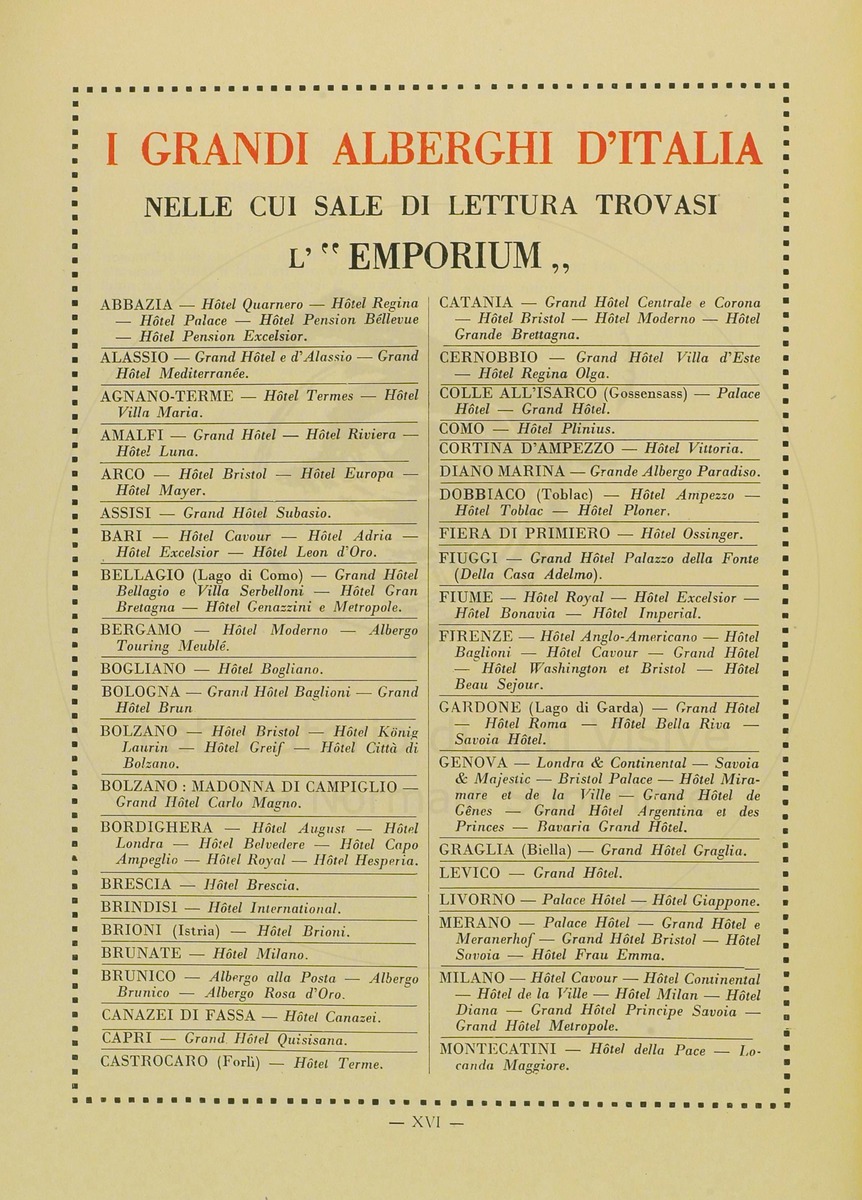 I GRANDI ALBERGHI D'ITALIA
NELLE CUI SALE DI LETTURA TROVASI
L' “ EMPORIUM „
ABBAZIA — Hôtel Quarnero — Hôtel Regina
— Hôtel Palace — Hôtel Pension Béllevue
— Hôtel Pension Excelsior.
ALASSIO — Grand Hôtel e d'Alassio — Grand
Hôtel Mediterranée.
AGNANO-TERME — Hôtel Termes — Hôtel
Villa Maria.
AMALFI — Grand Hôtel — Hôtel Riviera —
Hôtel Luna.
ARCO — Hôtel Bristol — Hôtel Europa —
Hôtel Mayer.
ASSISI — Grand Hôtel Subasio.
BARI — Hôtel Cavour — Hôtel Adria —
Hôtel Excelsior — Hôtel Leon d'Oro.
BELLAGIO (Lago di Como) — Grand Hôtel
Bellagio e Villa Serbelloni — Hôtel Gran
Bretagna — Hôtel Genazzini e Metropole.
BERGAMO — Hôtel Moderno — Albergo
Touring Meublé.
BOGLIANO — Hôtel Bogliano.
BOLOGNA — Grand Hôtel Baglioni — Grand
Hôtel Brun
BOLZANO — Hôtel Bristol — Hôtel König
Laurin — Hôtel Greif — Hôtel Città di
Bolzano.
BOLZANO : MADONNA DI CAMPIGLIO —
Grand Hôtel Carlo Magno.
BORDIGHERA — Hôtel August — Hôtel
Londra — Hôtel Belvedere — Hôtel Capo
Ampeglio — Hôtel Royal — Hôtel Hesperia.
BRESCIA — Hôtel Brescia.
BRINDISI — Hôtel International.
BRIONI (Istria) — Hôtel Brioni.
BRUNATE — Hôtel Milano.
BRUNICO — Albergo alla Posta — Albergo
Brunico — Albergo Rosa d'Oro.
CANAZEI DI FASSA — Hôtel Canazei.
CAPRI — Grand Hôtel Quisisana.
CASTROCARO (Forlì) — Hôtel Terme.
CATANIA — Grand Hôtel Centrale e Corona
— Hôtel Bristol — Hôtel Moderno — Hôtel
Grande Brettagna.
CERNOBBIO — Grand Hôtel Villa d'Este
— Hôtel Regina Olga.
COLLE ALL'ISARCO (Gossensass) — Palace
Hôtel — Grand Hôtel.
COMO — Hôtel Plinius.
CORTINA D'AMPEZZO — Hôtel Vittoria.
DIANO MARINA — Grande Albergo Paradiso.
DOBBIACO (Toblac) — Hôtel Ampezzo —
Hôtel Toblac — Hôtel Ploner.
FIERA DI PRIMIERO — Hôtel Ossinger.
FIUGGI — Grand Hôtel Palazzo della Fonte
(Della Casa Adelmo).
FIUME — Hôtel Royal — Hôtel Excelsior —
Hôtel Bonavia — Hôtel Imperial.
FIRENZE — Hôtel Anglo-Americano — Hôtel
Baglioni — Hôtel Cavour — Grand Hôtel
— Hôtel Washington et Bristol — Hôtel
Beau Sejour.
GARDONE (Lago di Garda) — Grand Hôtel
— Hôtel Roma — Hôtel Bella Riva —
Savoia Hôtel.
GENOVA — Londra & Continental — Savoia
& Majestic — Bristol Palace — Hôtel Mira-
mare et de la Ville — Grand Hôtel de
Gênes — Grand Hôtel Argentina et des
Princes — Bavaria Grand Hôtel.
GRAGLIA (Biella) — Grand Hôtel Graglia.
LEVICO — Grand Hôtel.
LIVORNO — Palace Hôtel — Hôtel Giappone.
MERANO — Palace Hôtel — Grand Hôtel e
Meranerhof — Grand Hôtel Bristol — Hôtel
Savoia — Hôtel Frau Emma.
MILANO — Hôtel Cavour — Hôtel Continental
— Hôtel de la Ville — Hôtel Milan — Hôtel
Diana — Grand Hôtel Principe Savoia —
Grand Hôtel Metropole.
MONTECATINI — Hôtel della Pace — Lo-
canda Maggiore.
— XVI —